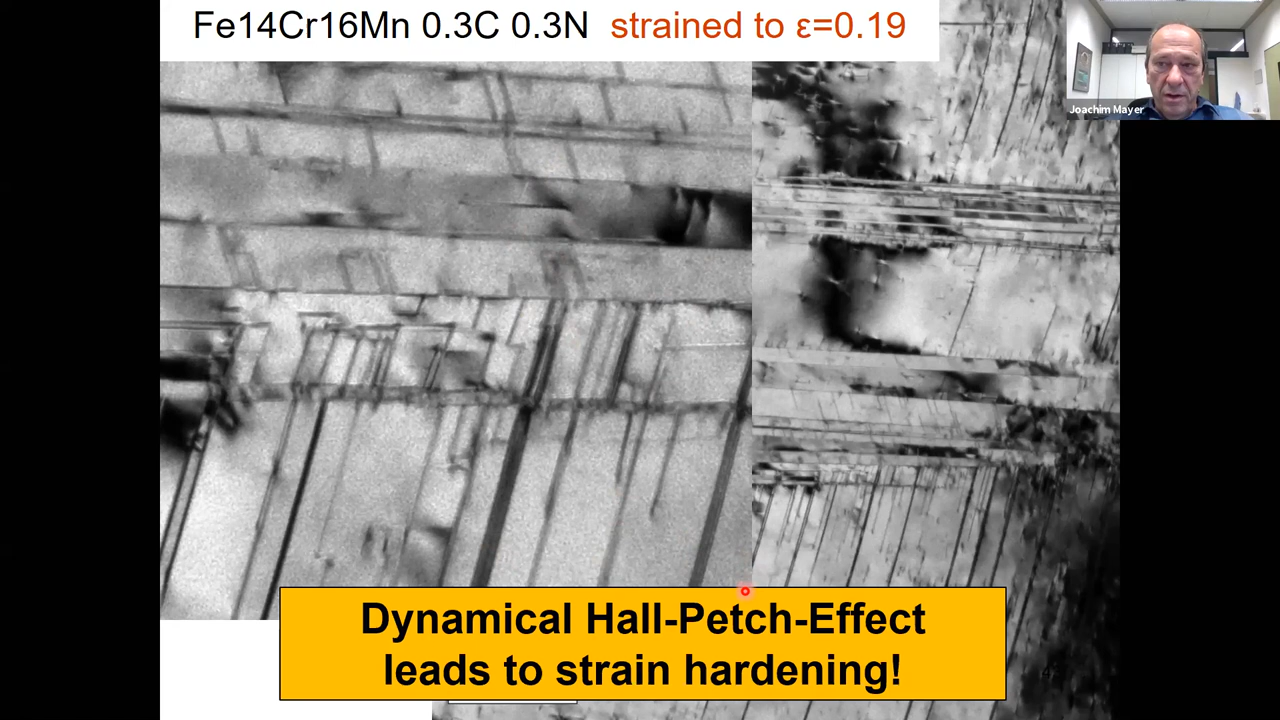 Fe14Cr16Mn 0.3C 0.3N strained to ε=0.19
Joachim Mayer
Dynamical Hall-Petch-Effect
leads to strain hardening!